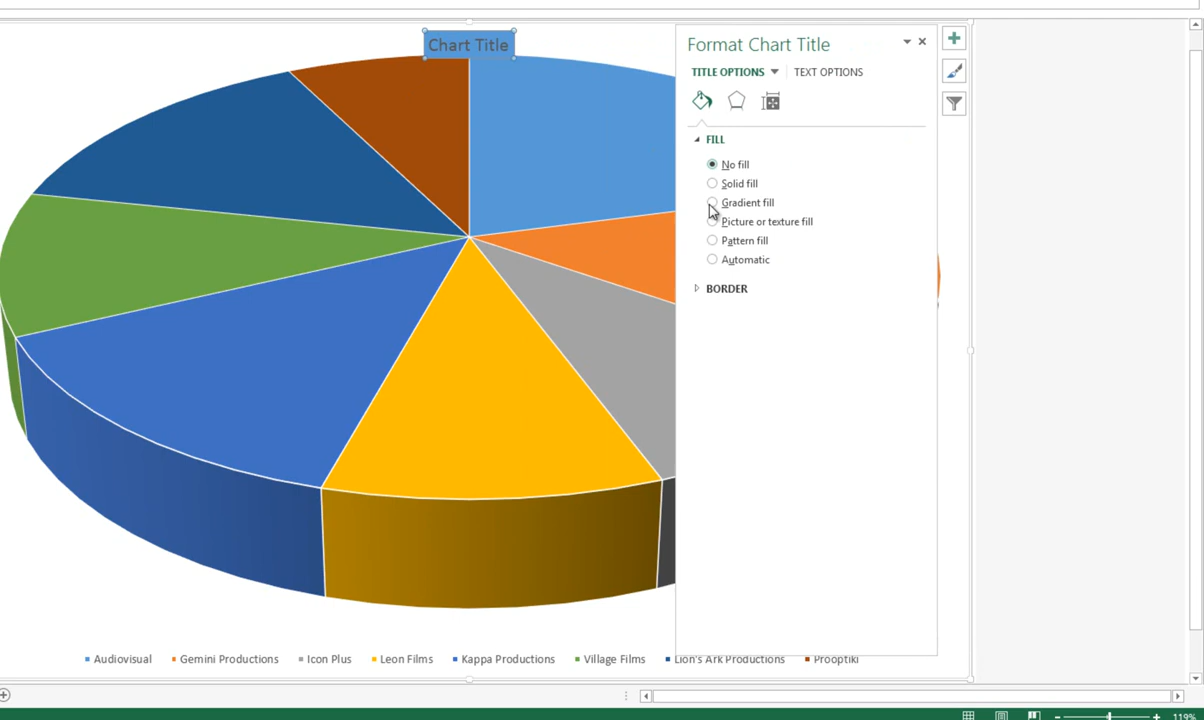 Chart Title
Format Chart Title
TITLE OPTIONS
TEXT OPTIONS
FILL
No fill
Solid fill
Gradient fill
Picture or texture fill
Pattern fill
Automatic
BORDER
Audiovisual
Gemini Productions
Icon Plus
Leon Films
Kappa Productions
Village Films
Lion's Ark Productions
Prooptiki
119%